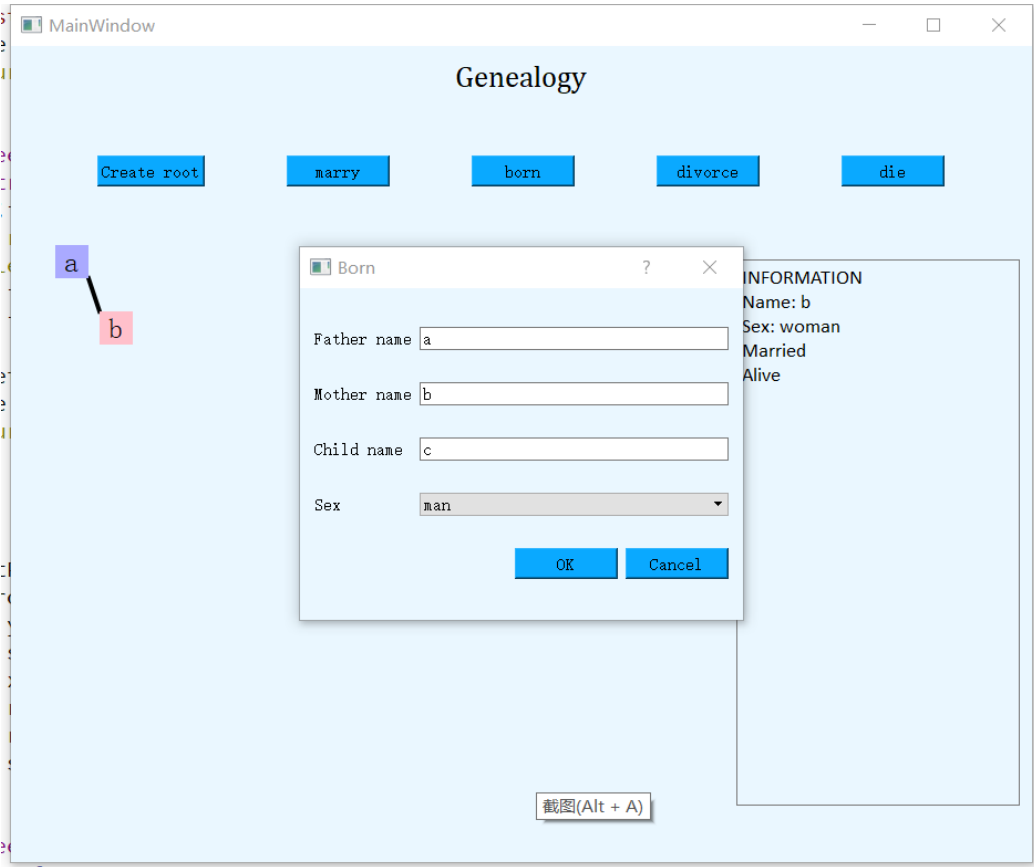 MainWindow
Genealogy
Create root
marry
born
divorce
die
a
b
Born
?
Father name a
Mother name b
Child name c
Sex man
OK
Cancel
INFORMATION
Name: b
Sex: woman
Married
Alive
截图(Alt + A)